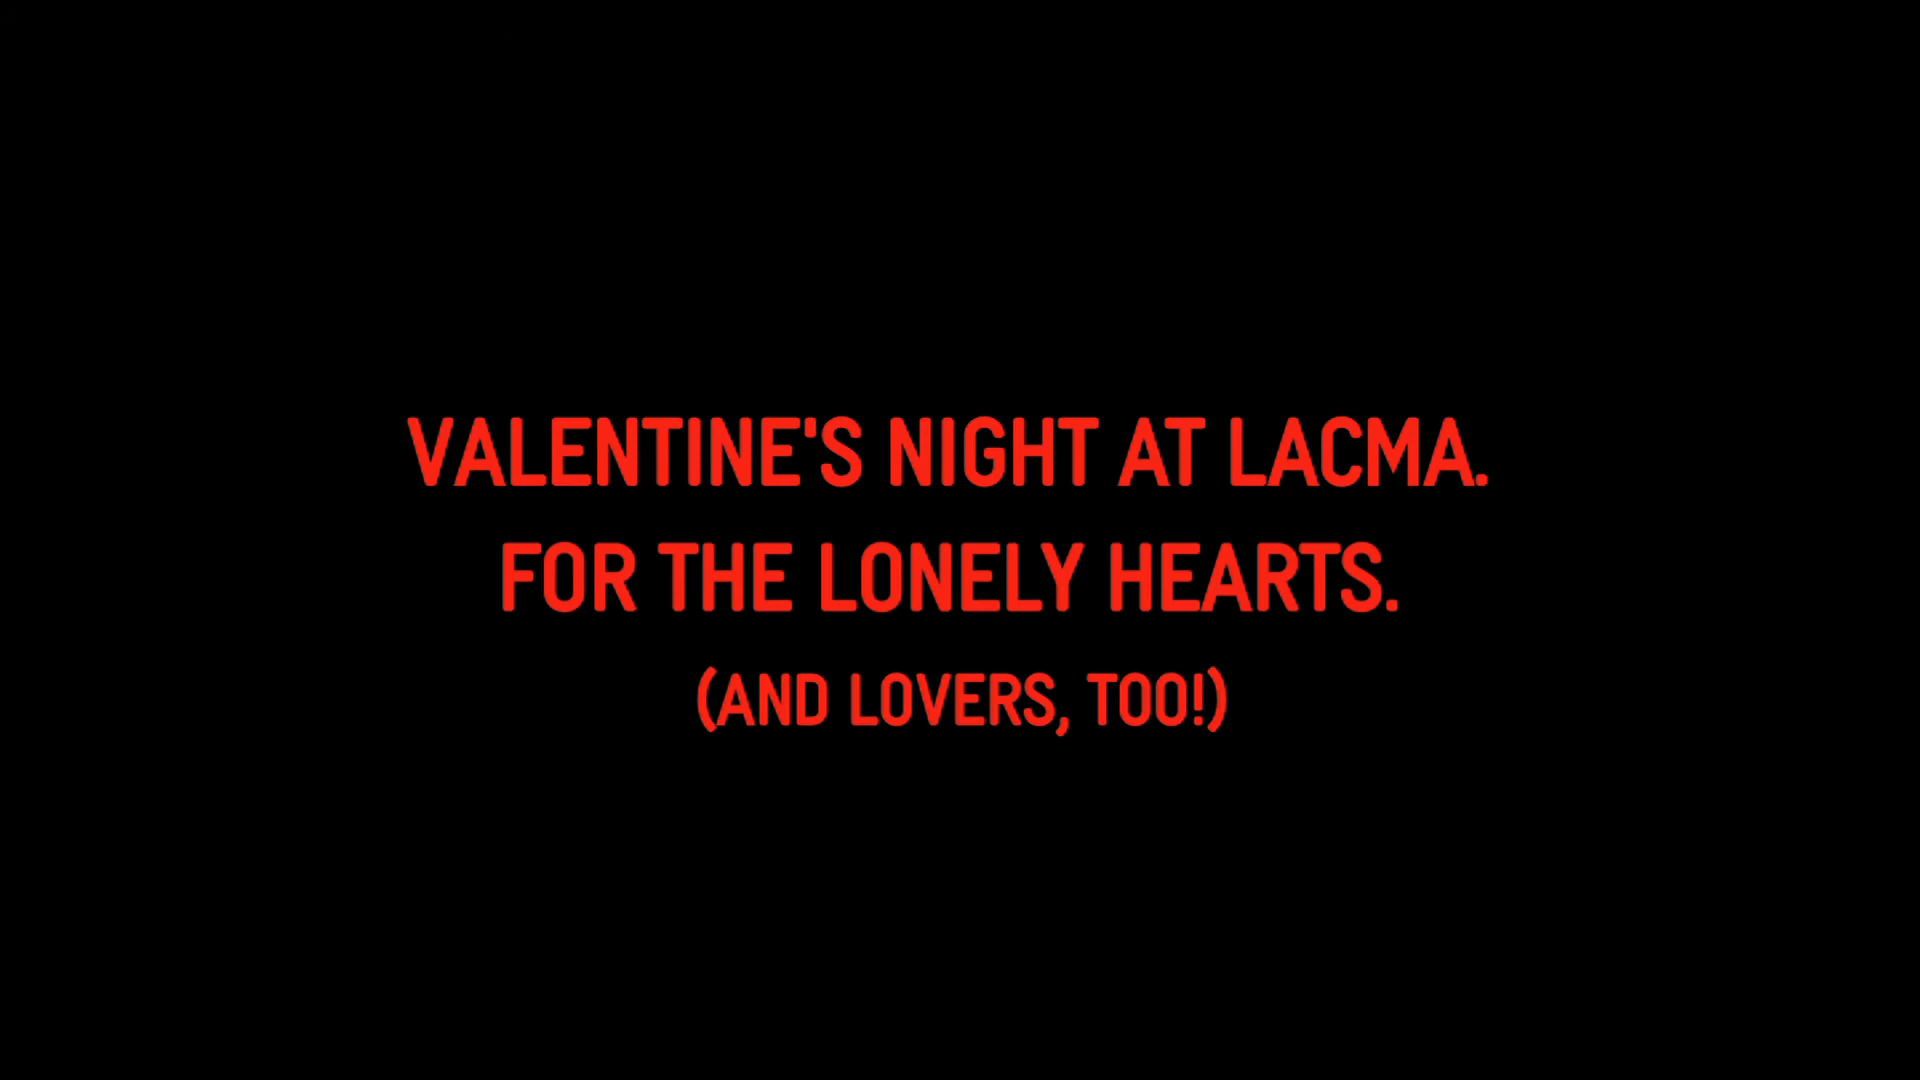 VALENTINE'S NIGHT AT LACMA.
FOR THE LONELY HEARTS.
(AND LOVERS, TOO!)